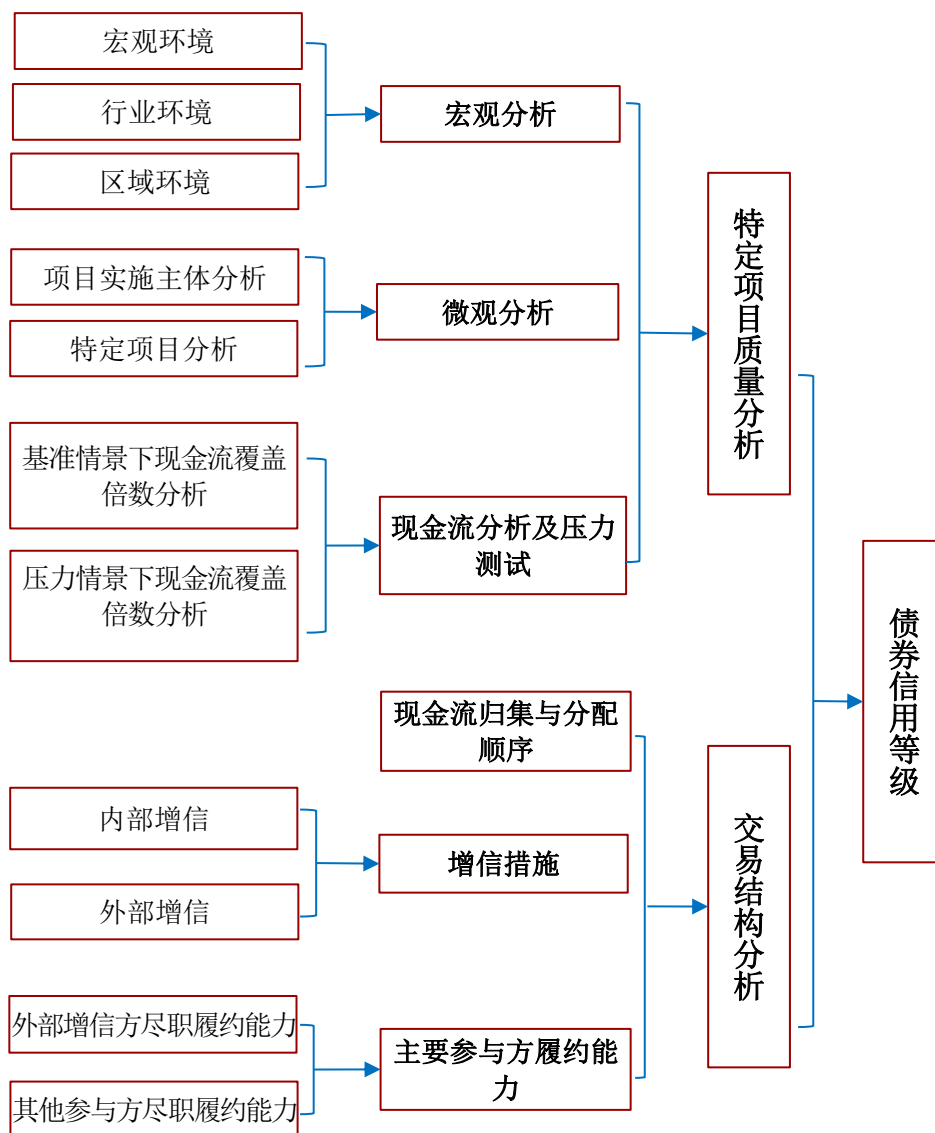 宏观环境
行业环境
区域环境
宏观分析
项目实施主体分析
特定项目分析
微观分析
基准情景下现金流覆盖
倍数分析
压力情景下现金流覆盖
倍数分析
现金流分析及压力
测试
特定项目质量分析
现金流归集与分配
顺序
内部增信
外部增信
增信措施
外部增信方尽职履约能力
其他参与方尽职履约能力
主要参与方履约能
力
交易结构分析
债券信用等级